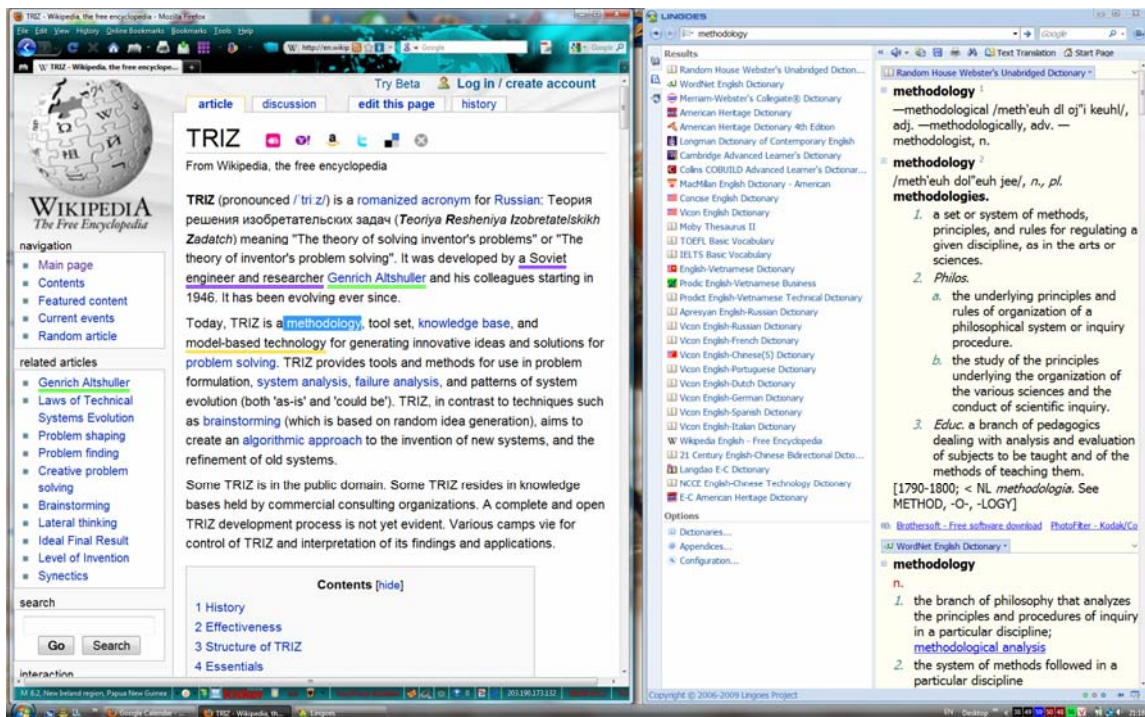 TRIZ - Wikipedia, the free encyclopedia - Mozilla Firefox
File Edit View History Online Bookmarks Bookmarks Tools Help
http://en.wikip
Google
W TRIZ - Wikipedia, the free encyclope...
WIKIPEDIA
The Free Encyclopedia
navigation
Main page
Contents
Featured content
Current events
Random article
related articles
Genrich Altshuller
Laws of Technical
Systems Evolution
Problem shaping
Problem finding
Creative problem
solving
Brainstorming
Lateral thinking
Ideal Final Result
Level of Invention
Synectics
search
Go Search
interaction
Try Beta Log in / create account
article discussion edit this page history
TRIZ
From Wikipedia, the free encyclopedia
TRIZ (pronounced /ˈtriːz/) is a romanized acronym for Russian: Теория
решения изобретательских задач (Teoriya Resheniya Izobretatelskikh
Zadatch) meaning "The theory of solving inventor's problems" or "The
theory of inventor's problem solving". It was developed by a Soviet
engineer and researcher Genrich Altshuller and his colleagues starting in
1946. It has been evolving ever since.
Today, TRIZ is a methodology, tool set, knowledge base, and
model-based technology for generating innovative ideas and solutions for
problem solving. TRIZ provides tools and methods for use in problem
formulation, system analysis, failure analysis, and patterns of system
evolution (both 'as-is' and 'could be'). TRIZ, in contrast to techniques such
as brainstorming (which is based on random idea generation), aims to
create an algorithmic approach to the invention of new systems, and the
refinement of old systems.
Some TRIZ is in the public domain. Some TRIZ resides in knowledge
bases held by commercial consulting organizations. A complete and open
TRIZ development process is not yet evident. Various camps vie for
control of TRIZ and interpretation of its findings and applications.
Contents [hide]
1 History
2 Effectiveness
3 Structure of TRIZ
4 Essentials
M 6.2, New Ireland region, Papua New Guinea
203.190.173.132
LINGOES
methodology
Google
Results
Random House Webster's Unabridged Diction...
WordNet English Dictionary
Merriam-Webster's Collegiate® Dictionary
American Heritage Dictionary
American Heritage Dictionary 4th Edition
Longman Dictionary of Contemporary English
Cambridge Advanced Learner's Dictionary
Collins COBUILD Advanced Learner's Dictionar...
MacMillan English Dictionary - American
Concise English Dictionary
Vicon English Dictionary
Moby Thesaurus II
TOEFL Basic Vocabulary
IELTS Basic Vocabulary
English-Vietnamese Dictionary
Prodic English-Vietnamese Business
Prodict English-Vietnamese Technical Dictionary
Apresyan English-Russian Dictionary
Vicon English-Russian Dictionary
Vicon English-French Dictionary
Vicon English-Chinese(S) Dictionary
Vicon English-Portuguese Dictionary
Vicon English-Dutch Dictionary
Vicon English-German Dictionary
Vicon English-Spanish Dictionary
Vicon English-Italian Dictionary
W Wikipedia English - Free Encyclopedia
21 Century English-Chinese Bidirectional Dictio...
Langdao E-C Dictionary
NCCE English-Chinese Technology Dictionary
E-C American Heritage Dictionary
Options
Dictionaries...
Appendices...
Configuration...
Text Translation Start Page
Random House Webster's Unabridged Dictionary
methodology 1
—methodological /meth'euh dl oj"i keuhl/,
adj. —methodologically, adv. —
methodologist, n.
methodology 2
/meth'euh dol"euh jee/, n., pl.
methodologies.
1. a set or system of methods,
principles, and rules for regulating a
given discipline, as in the arts or
sciences.
2. Philos.
a. the underlying principles and
rules of organization of a
philosophical system or inquiry
procedure.
b. the study of the principles
underlying the organization of
the various sciences and the
conduct of scientific inquiry.
3. Educ. a branch of pedagogics
dealing with analysis and evaluation
of subjects to be taught and of the
methods of teaching them.
[1790-1800; < NL methodologia. See
METHOD, -O-, -LOGY]
Brothersoft - Free software download PhotoFilter - Kodak/Co
WordNet English Dictionary
methodology
n.
1. the branch of philosophy that analyzes
the principles and procedures of inquiry
in a particular discipline;
methodological analysis
2. the system of methods followed in a
particular discipline
Copyright © 2006-2009 Lingoes Project
Google Calendar - ... TRIZ - Wikipedia, th... Lingoes
EN Desktop